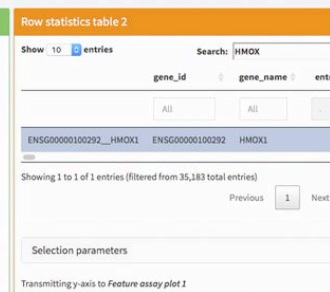 Row statistics table 2
Show 10 entries Search: HMOX
gene_id gene_name
All All
ENSG00000100292__HMOX1 ENSG00000100292 HMOX1
Showing 1 to 1 of 1 entries (filtered from 35,183 total entries)
Previous 1 Next
Selection parameters
Transmitting y-axis to Feature assay plot 1